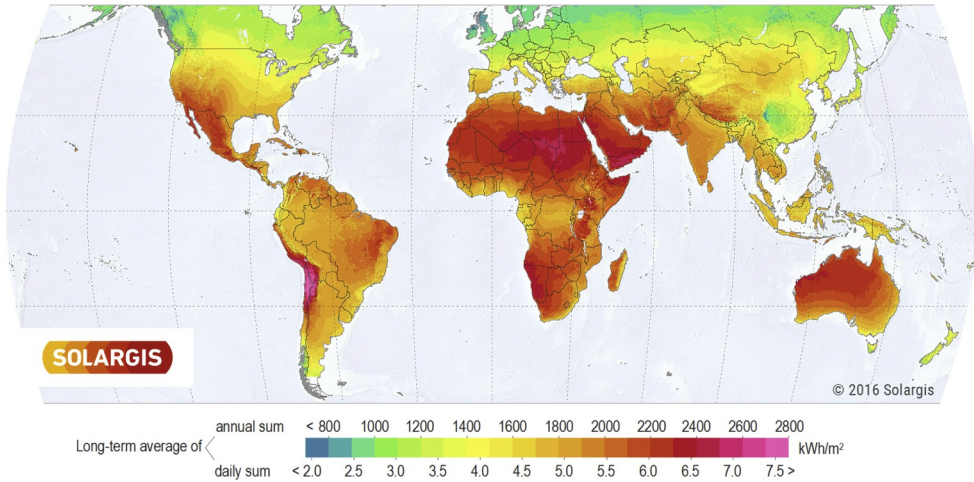 SOLARGIS
© 2016 Solargis
annual sum < 800 1000 1200 1400 1600 1800 2000 2200 2400 2600 2800
Long-term average of kWh/m²
daily sum < 2.0 2.5 3.0 3.5 4.0 4.5 5.0 5.5 6.0 6.5 7.0 7.5 >